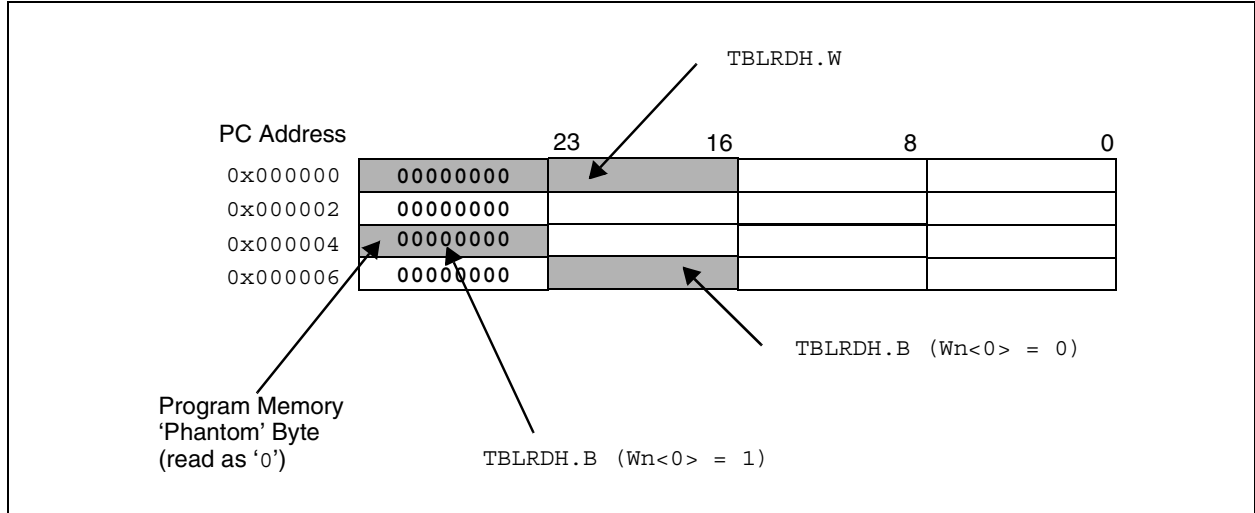 TBLRDH.W
PC Address 23 16 8 0
0x000000 00000000
0x000002 00000000
0x000004 00000000
0x000006 00000000
TBLRDH.B (Wn<0> = 0)
Program Memory
‘Phantom’ Byte
(read as ‘0’)
TBLRDH.B (Wn<0> = 1)